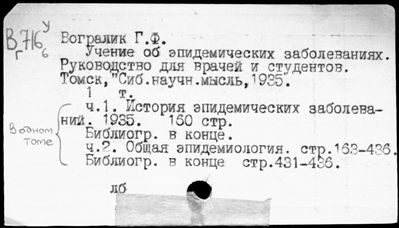 В716 у
г 6
Вогралик Г.Ф.
Учение об эпидемических заболеваниях.
Руководство для врачей и студентов.
Томск,"Сиб.научн.мысль,1935.
1 т.
ч.1. История эпидемических заболева-
ний. 1935. 160 стр.
Библиогр. в конце.
В одном
томе
ч.2. Общая эпидемиология. стр.163-436.
Библиогр. в конце стр.431-436.
лб